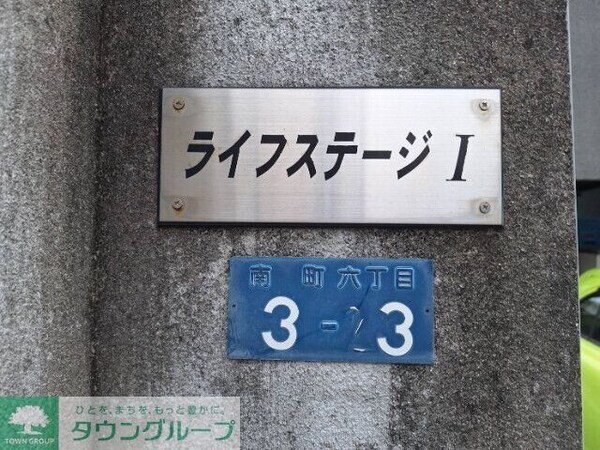 ライフステージ I
南町六丁目
3-23
ひとを、まちを、もっと豊かに。
タウングループ
TOWN GROUP